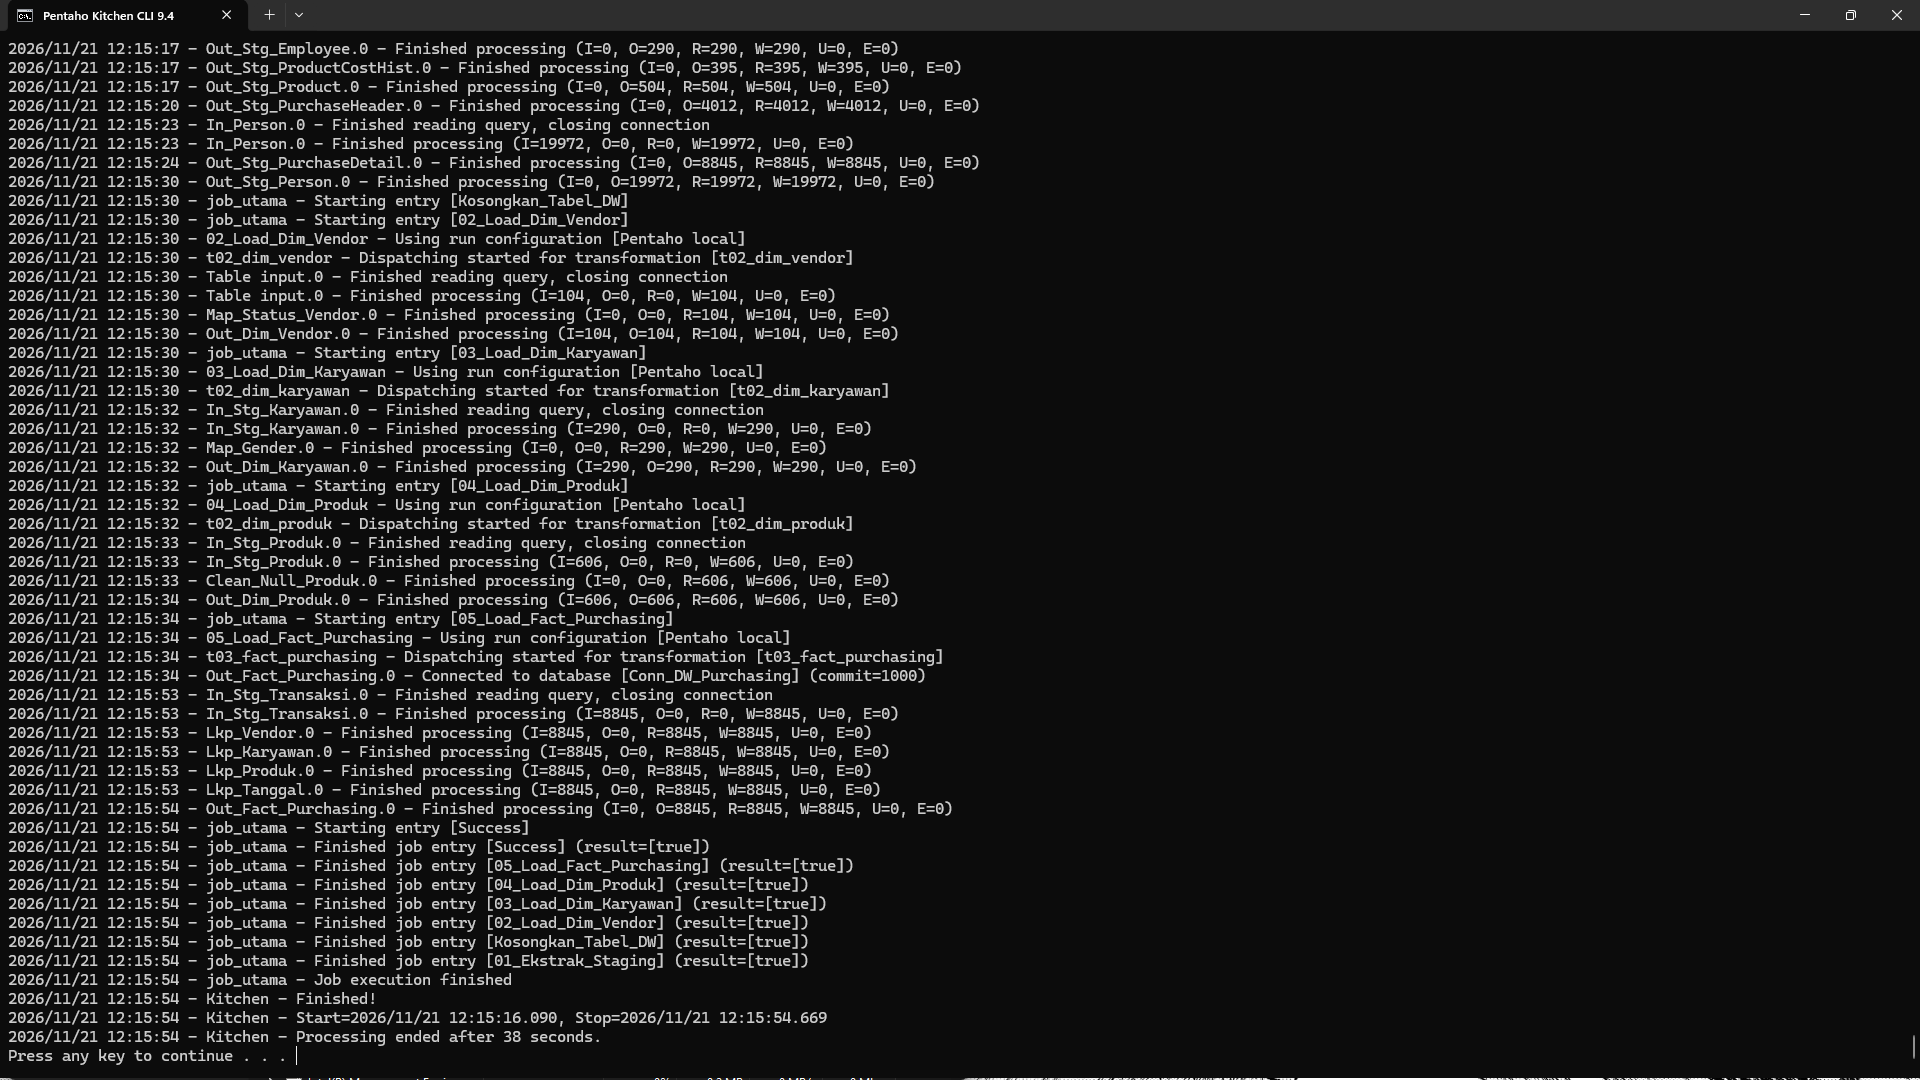 Pentaho Kitchen CLI 9.4
2026/11/21 12:15:17 - Out_Stg_Employee.0 - Finished processing (I=0, O=290, R=290, W=290, U=0, E=0)
2026/11/21 12:15:17 - Out_Stg_ProductCostHist.0 - Finished processing (I=0, O=395, R=395, W=395, U=0, E=0)
2026/11/21 12:15:17 - Out_Stg_Product.0 - Finished processing (I=0, O=504, R=504, W=504, U=0, E=0)
2026/11/21 12:15:20 - Out_Stg_PurchaseHeader.0 - Finished processing (I=0, O=4012, R=4012, W=4012, U=0, E=0)
2026/11/21 12:15:23 - In_Person.0 - Finished reading query, closing connection
2026/11/21 12:15:23 - In_Person.0 - Finished processing (I=19972, O=0, R=0, W=19972, U=0, E=0)
2026/11/21 12:15:24 - Out_Stg_PurchaseDetail.0 - Finished processing (I=0, O=8845, R=8845, W=8845, U=0, E=0)
2026/11/21 12:15:30 - Out_Stg_Person.0 - Finished processing (I=0, O=19972, R=19972, W=19972, U=0, E=0)
2026/11/21 12:15:30 - job_utama - Starting entry [Kosongkan_Tabel_DW]
2026/11/21 12:15:30 - job_utama - Starting entry [02_Load_Dim_Vendor]
2026/11/21 12:15:30 - 02_Load_Dim_Vendor - Using run configuration [Pentaho local]
2026/11/21 12:15:30 - t02_dim_vendor - Dispatching started for transformation [t02_dim_vendor]
2026/11/21 12:15:30 - Table input.0 - Finished reading query, closing connection
2026/11/21 12:15:30 - Table input.0 - Finished processing (I=104, O=0, R=0, W=104, U=0, E=0)
2026/11/21 12:15:30 - Map_Status_Vendor.0 - Finished processing (I=0, O=0, R=104, W=104, U=0, E=0)
2026/11/21 12:15:30 - Out_Dim_Vendor.0 - Finished processing (I=104, O=104, R=104, W=104, U=0, E=0)
2026/11/21 12:15:30 - job_utama - Starting entry [03_Load_Dim_Karyawan]
2026/11/21 12:15:30 - 03_Load_Dim_Karyawan - Using run configuration [Pentaho local]
2026/11/21 12:15:30 - t02_dim_karyawan - Dispatching started for transformation [t02_dim_karyawan]
2026/11/21 12:15:32 - In_Stg_Karyawan.0 - Finished reading query, closing connection
2026/11/21 12:15:32 - In_Stg_Karyawan.0 - Finished processing (I=290, O=0, R=0, W=290, U=0, E=0)
2026/11/21 12:15:32 - Map_Gender.0 - Finished processing (I=0, O=0, R=290, W=290, U=0, E=0)
2026/11/21 12:15:32 - Out_Dim_Karyawan.0 - Finished processing (I=290, O=290, R=290, W=290, U=0, E=0)
2026/11/21 12:15:32 - job_utama - Starting entry [04_Load_Dim_Produk]
2026/11/21 12:15:32 - 04_Load_Dim_Produk - Using run configuration [Pentaho local]
2026/11/21 12:15:32 - t02_dim_produk - Dispatching started for transformation [t02_dim_produk]
2026/11/21 12:15:33 - In_Stg_Produk.0 - Finished reading query, closing connection
2026/11/21 12:15:33 - In_Stg_Produk.0 - Finished processing (I=606, O=0, R=0, W=606, U=0, E=0)
2026/11/21 12:15:33 - Clean_Null_Produk.0 - Finished processing (I=0, O=0, R=606, W=606, U=0, E=0)
2026/11/21 12:15:34 - Out_Dim_Produk.0 - Finished processing (I=606, O=606, R=606, W=606, U=0, E=0)
2026/11/21 12:15:34 - job_utama - Starting entry [05_Load_Fact_Purchasing]
2026/11/21 12:15:34 - 05_Load_Fact_Purchasing - Using run configuration [Pentaho local]
2026/11/21 12:15:34 - t03_fact_purchasing - Dispatching started for transformation [t03_fact_purchasing]
2026/11/21 12:15:34 - Out_Fact_Purchasing.0 - Connected to database [Conn_DW_Purchasing] (commit=1000)
2026/11/21 12:15:53 - In_Stg_Transaksi.0 - Finished reading query, closing connection
2026/11/21 12:15:53 - In_Stg_Transaksi.0 - Finished processing (I=8845, O=0, R=0, W=8845, U=0, E=0)
2026/11/21 12:15:53 - Lkp_Vendor.0 - Finished processing (I=8845, O=0, R=8845, W=8845, U=0, E=0)
2026/11/21 12:15:53 - Lkp_Karyawan.0 - Finished processing (I=8845, O=0, R=8845, W=8845, U=0, E=0)
2026/11/21 12:15:53 - Lkp_Produk.0 - Finished processing (I=8845, O=0, R=8845, W=8845, U=0, E=0)
2026/11/21 12:15:53 - Lkp_Tanggal.0 - Finished processing (I=8845, O=0, R=8845, W=8845, U=0, E=0)
2026/11/21 12:15:54 - Out_Fact_Purchasing.0 - Finished processing (I=0, O=8845, R=8845, W=8845, U=0, E=0)
2026/11/21 12:15:54 - job_utama - Starting entry [Success]
2026/11/21 12:15:54 - job_utama - Finished job entry [Success] (result=[true])
2026/11/21 12:15:54 - job_utama - Finished job entry [05_Load_Fact_Purchasing] (result=[true])
2026/11/21 12:15:54 - job_utama - Finished job entry [04_Load_Dim_Produk] (result=[true])
2026/11/21 12:15:54 - job_utama - Finished job entry [03_Load_Dim_Karyawan] (result=[true])
2026/11/21 12:15:54 - job_utama - Finished job entry [02_Load_Dim_Vendor] (result=[true])
2026/11/21 12:15:54 - job_utama - Finished job entry [Kosongkan_Tabel_DW] (result=[true])
2026/11/21 12:15:54 - job_utama - Finished job entry [01_Ekstrak_Staging] (result=[true])
2026/11/21 12:15:54 - job_utama - Job execution finished
2026/11/21 12:15:54 - Kitchen - Finished!
2026/11/21 12:15:54 - Kitchen - Start=2026/11/21 12:15:16.090, Stop=2026/11/21 12:15:54.669
2026/11/21 12:15:54 - Kitchen - Processing ended after 38 seconds.
Press any key to continue . . .